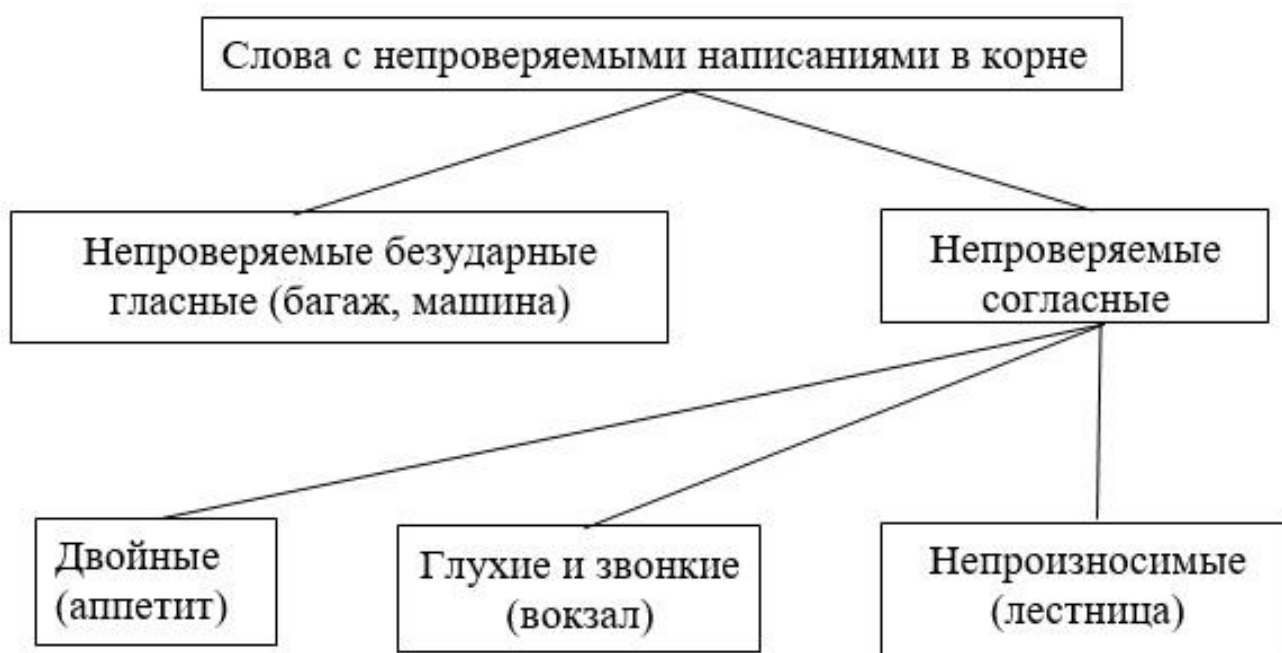 Слова с непроверяемыми написаниями в корне
Непроверяемые безударные
гласные (багаж, машина)
Непроверяемые
согласные
Двойные
(аппетит)
Глухие и звонкие
(вокзал)
Непроизносимые
(лестница)